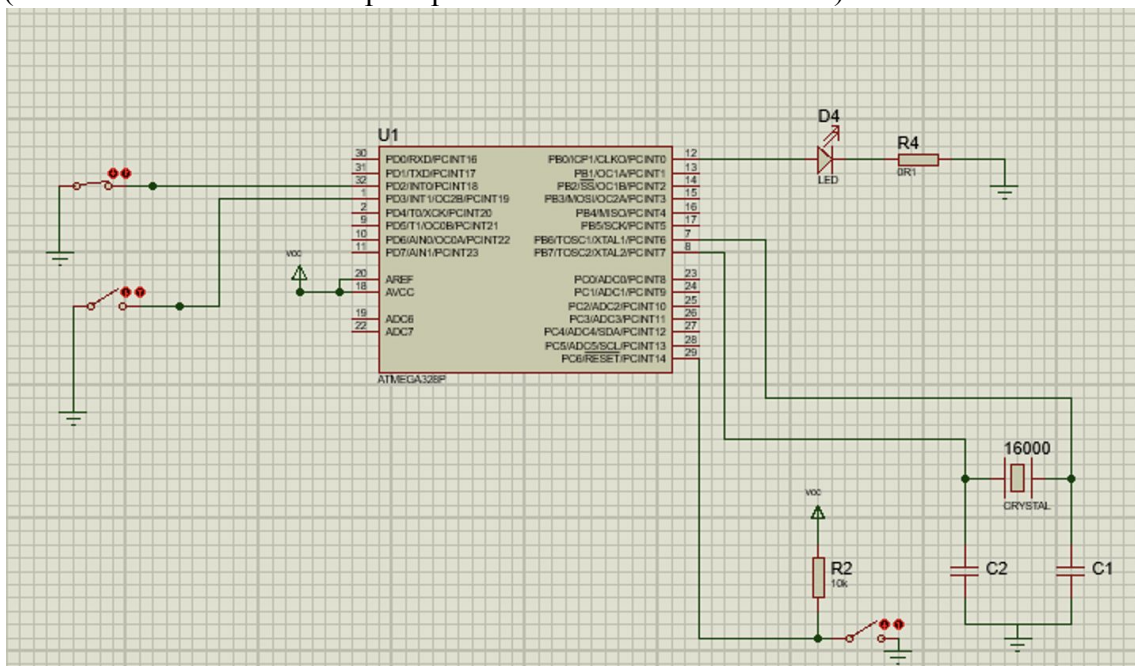 U1
30 PD0/RXD/PCINT16
31 PD1/TXD/PCINT17
32 PD2/INT0/PCINT18
1 PD3/INT1/OC2B/PCINT19
2 PD4/T0/XCK/PCINT20
9 PD5/T1/OC0B/PCINT21
10 PD6/AIN0/OC0A/PCINT22
11 PD7/AIN1/PCINT23
20 AREF
18 AVCC
19 ADC6
22 ADC7
PB0/ICP1/CLKO/PCINT0 12
PB1/OC1A/PCINT1 13
PB2/SS/OC1B/PCINT2 14
PB3/MOSI/OC2A/PCINT3 15
PB4/MISO/PCINT4 16
PB5/SCK/PCINT5 17
PB6/TOSC1/XTAL1/PCINT6 7
PB7/TOSC2/XTAL2/PCINT7 8
PC0/ADC0/PCINT8 23
PC1/ADC1/PCINT9 24
PC2/ADC2/PCINT10 25
PC3/ADC3/PCINT11 26
PC4/ADC4/SDA/PCINT12 27
PC5/ADC5/SCL/PCINT13 28
PC6/RESET/PCINT14 29
ATMEGA328P
VCC
D4
LED
R4
0R1
16000
CRYSTAL
C2
C1
VCC
R2
10k